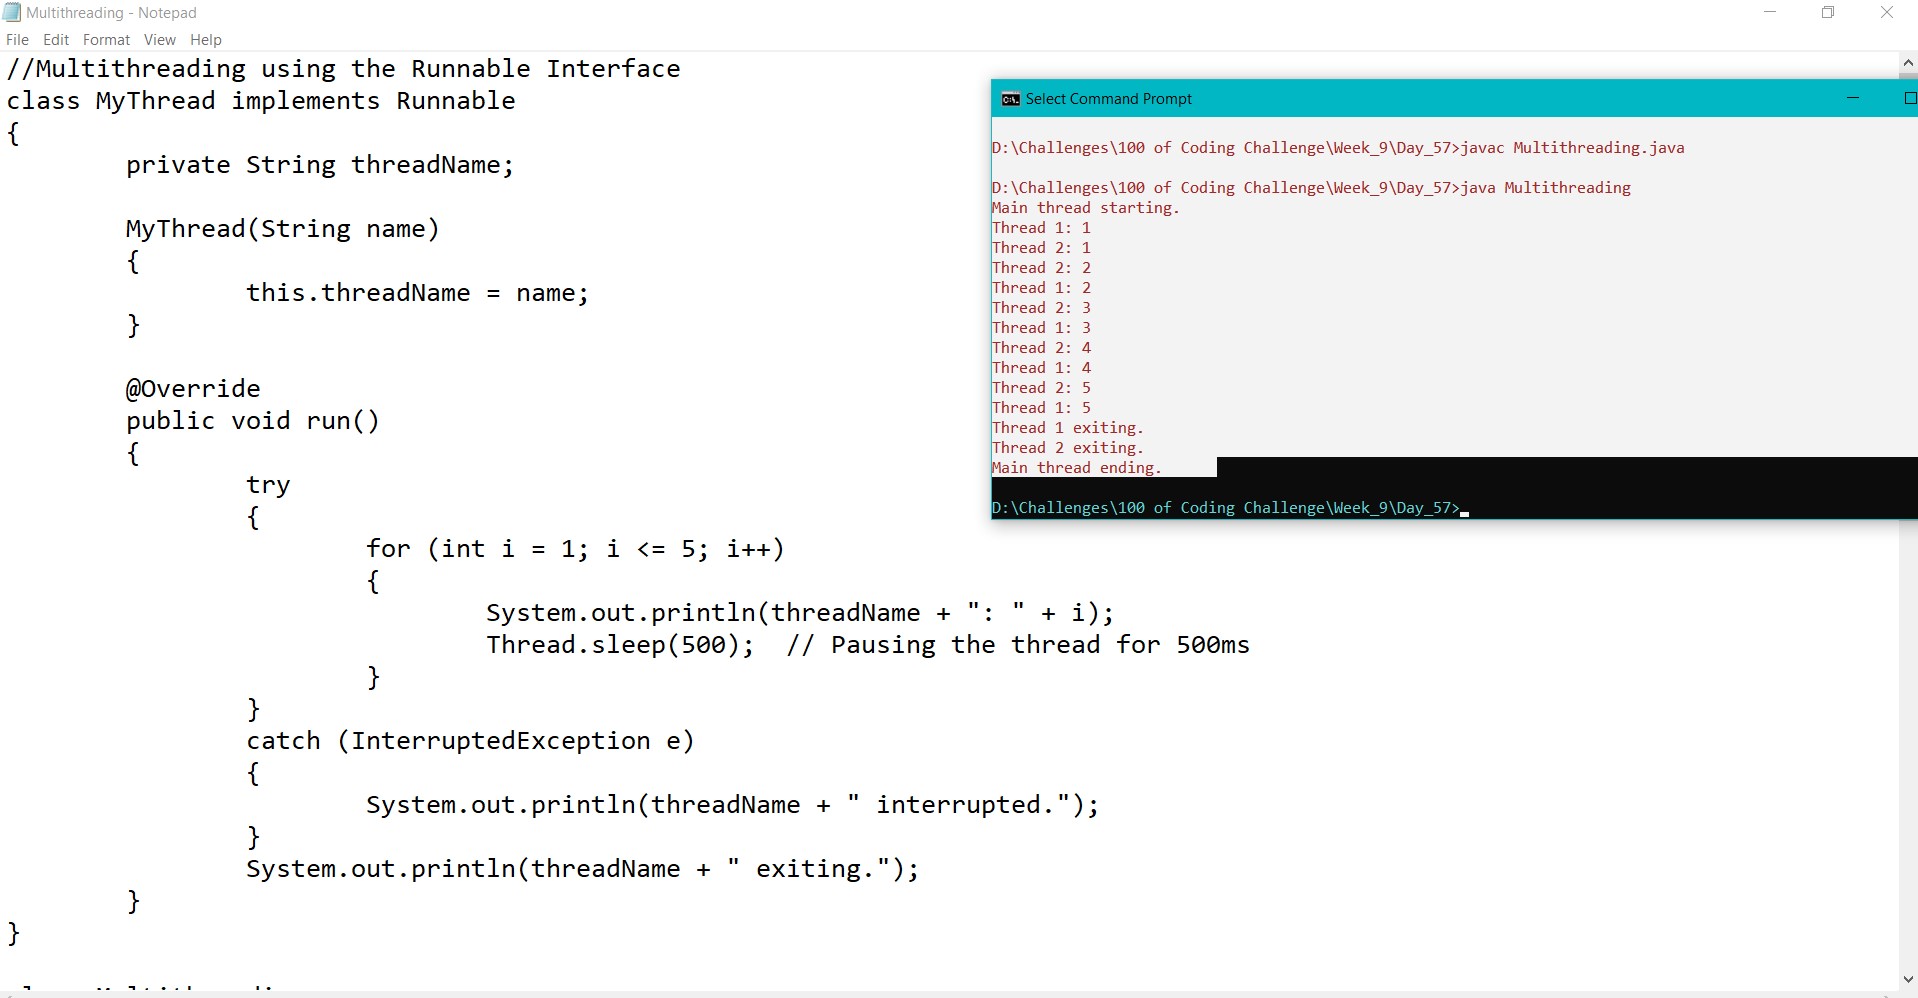 Multithreading - Notepad
File Edit Format View Help
//Multithreading using the Runnable Interface
class MyThread implements Runnable
{
private String threadName;
MyThread(String name)
{
this.threadName = name;
}
@Override
public void run()
{
try
{
for (int i = 1; i <= 5; i++)
{
System.out.println(threadName + ": " + i);
Thread.sleep(500);  // Pausing the thread for 500ms
}
}
catch (InterruptedException e)
{
System.out.println(threadName + " interrupted.");
}
System.out.println(threadName + " exiting.");
}
}
Select Command Prompt
D:\Challenges\100 of Coding Challenge\Week_9\Day_57>javac Multithreading.java
D:\Challenges\100 of Coding Challenge\Week_9\Day_57>java Multithreading
Main thread starting.
Thread 1: 1
Thread 2: 1
Thread 2: 2
Thread 1: 2
Thread 2: 3
Thread 1: 3
Thread 2: 4
Thread 1: 4
Thread 2: 5
Thread 1: 5
Thread 1 exiting.
Thread 2 exiting.
Main thread ending.
D:\Challenges\100 of Coding Challenge\Week_9\Day_57>